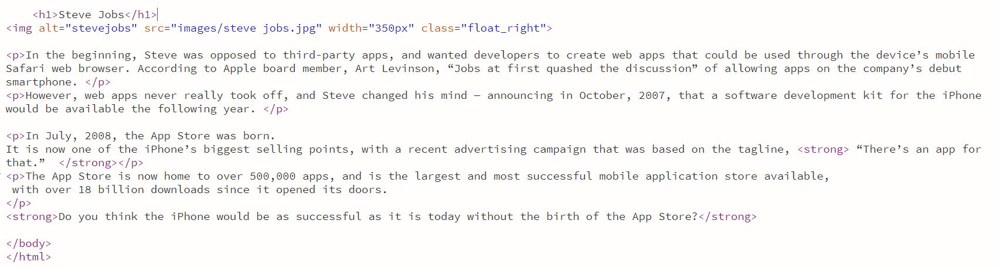 <h1>Steve Jobs</h1>
<img alt="stevejobs" src="images/steve jobs.jpg" width="350px" class="float_right">
<p>In the beginning, Steve was opposed to third-party apps, and wanted developers to create web apps that could be used through the device’s mobile
Safari web browser. According to Apple board member, Art Levinson, “Jobs at first quashed the discussion” of allowing apps on the company’s debut
smartphone. </p>
<p>However, web apps never really took off, and Steve changed his mind – announcing in October, 2007, that a software development kit for the iPhone
would be available the following year. </p>
<p>In July, 2008, the App Store was born.
It is now one of the iPhone’s biggest selling points, with a recent advertising campaign that was based on the tagline, <strong> “There’s an app for
that.”  </strong></p>
<p>The App Store is now home to over 500,000 apps, and is the largest and most successful mobile application store available,
with over 18 billion downloads since it opened its doors.
</p>
<strong>Do you think the iPhone would be as successful as it is today without the birth of the App Store?</strong>
</body>
</html>